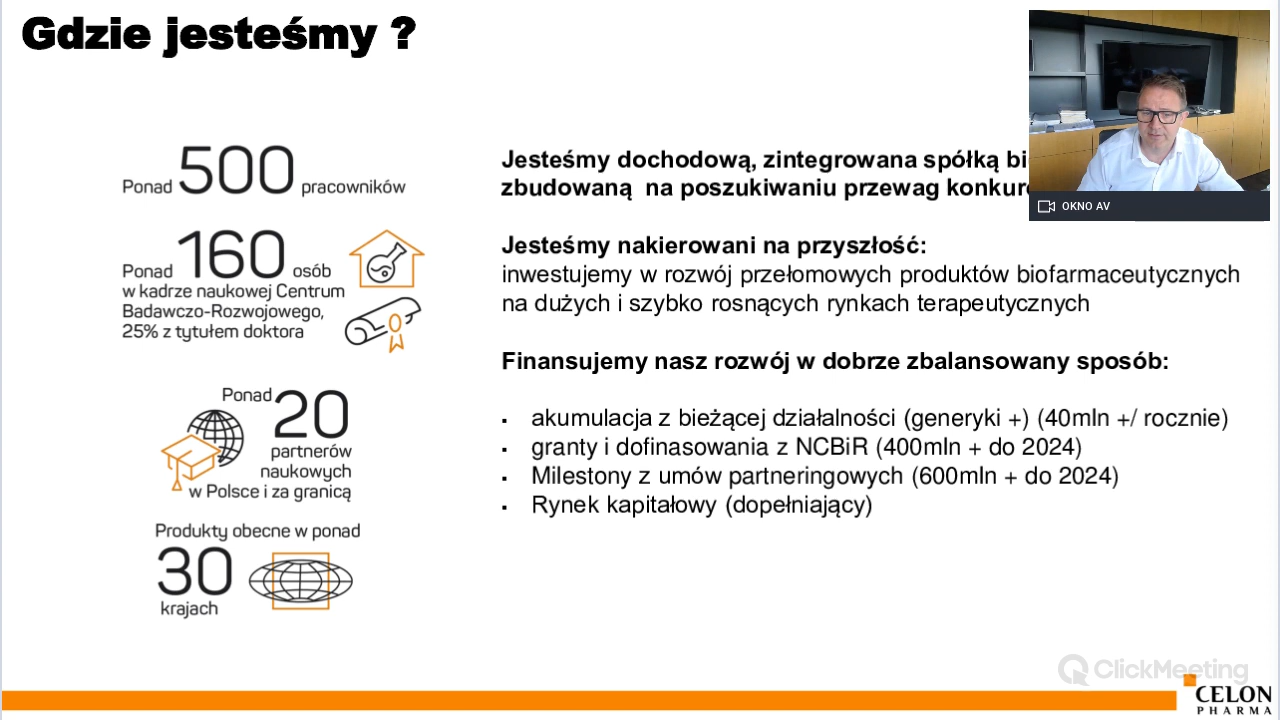 Gdzie jesteśmy ?
Ponad 500 pracowników
Ponad 160 osób
w kadrze naukowej Centrum
Badawczo-Rozwojowego,
25% z tytułem doktora
Ponad 20
partnerów
naukowych
w Polsce i za granicą
Produkty obecne w ponad
30
krajach
Jesteśmy dochodową, zintegrowana spółką
zbudowaną na poszukiwaniu przewag
Jesteśmy nakierowani na przyszłość:
inwestujemy w rozwój przełomowych produktów biofarmaceutycznych
na dużych i szybko rosnących rynkach terapeutycznych
Finansujemy nasz rozwój w dobrze zbalansowany sposób:
▪ akumulacja z bieżącej działalności (generyki +) (40mln +/ rocznie)
▪ granty i dofinasowania z NCBiR (400mln + do 2024)
▪ Milestony z umów partneringowych (600mln + do 2024)
▪ Rynek kapitałowy (dopełniający)
OKNO AV
ClickMeeting
CELON
PHARMA